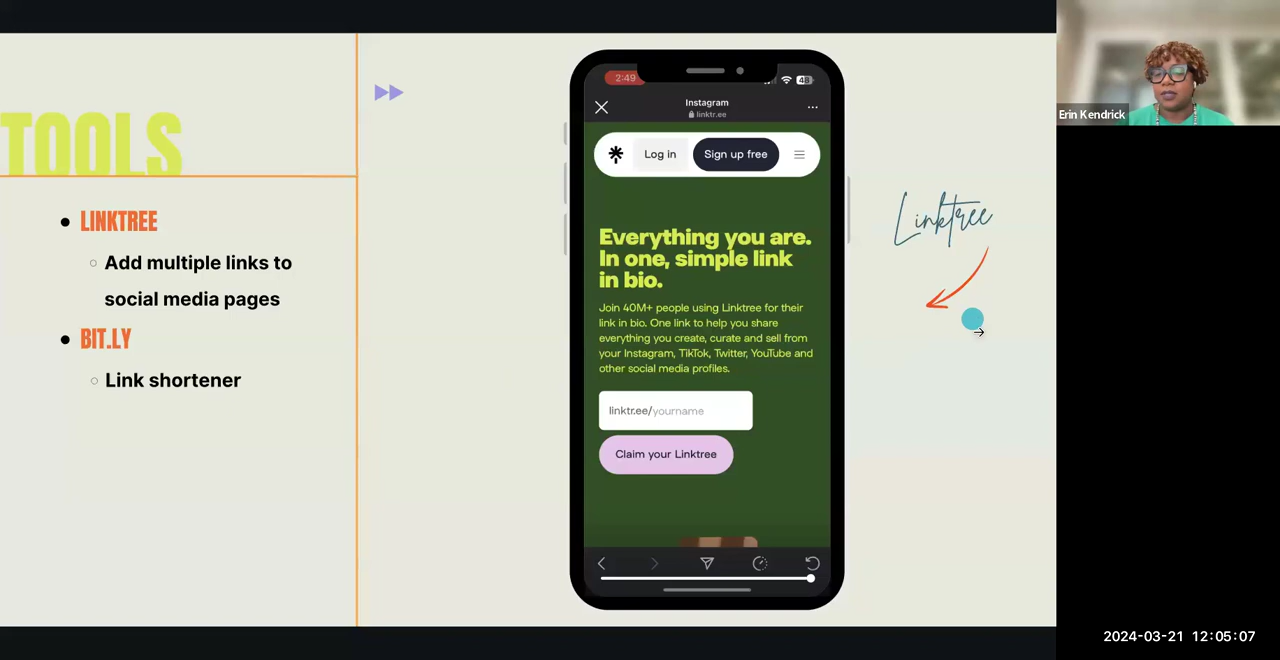 TOOLS
LINKTREE
Add multiple links to
social media pages
BIT.LY
Link shortener
2:49
48
Instagram
linktr.ee
Log in
Sign up free
Everything you are.
In one, simple link
in bio.
Join 40M+ people using Linktree for their
link in bio. One link to help you share
everything you create, curate and sell from
your Instagram, TikTok, Twitter, YouTube and
other social media profiles.
linktr.ee/yourname
Claim your Linktree
Linktree
Erin Kendrick
2024-03-21 12:05:07